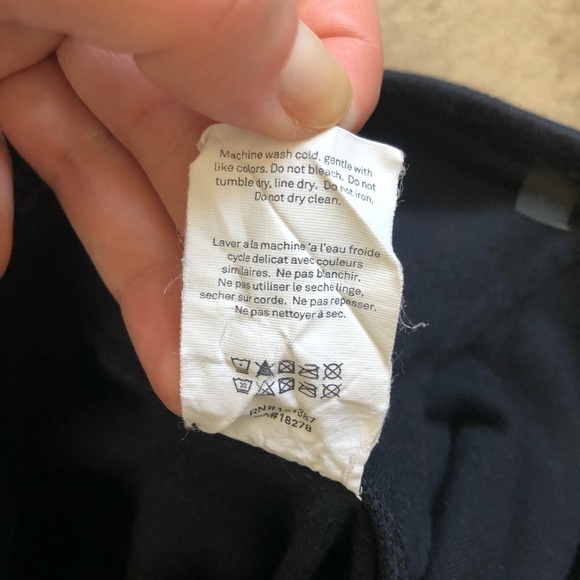 Machine wash cold, gentle with
like colors. Do not bleach. Do not
tumble dry, line dry. Do not iron.
Do not dry clean.
Laver a la machine 'a l'eau froide
cycle delicat avec couleurs
similaires. Ne pas blanchir.
Ne pas utiliser le seche linge,
secher sur corde. Ne pas repasser.
Ne pas nettoyer à sec.
30